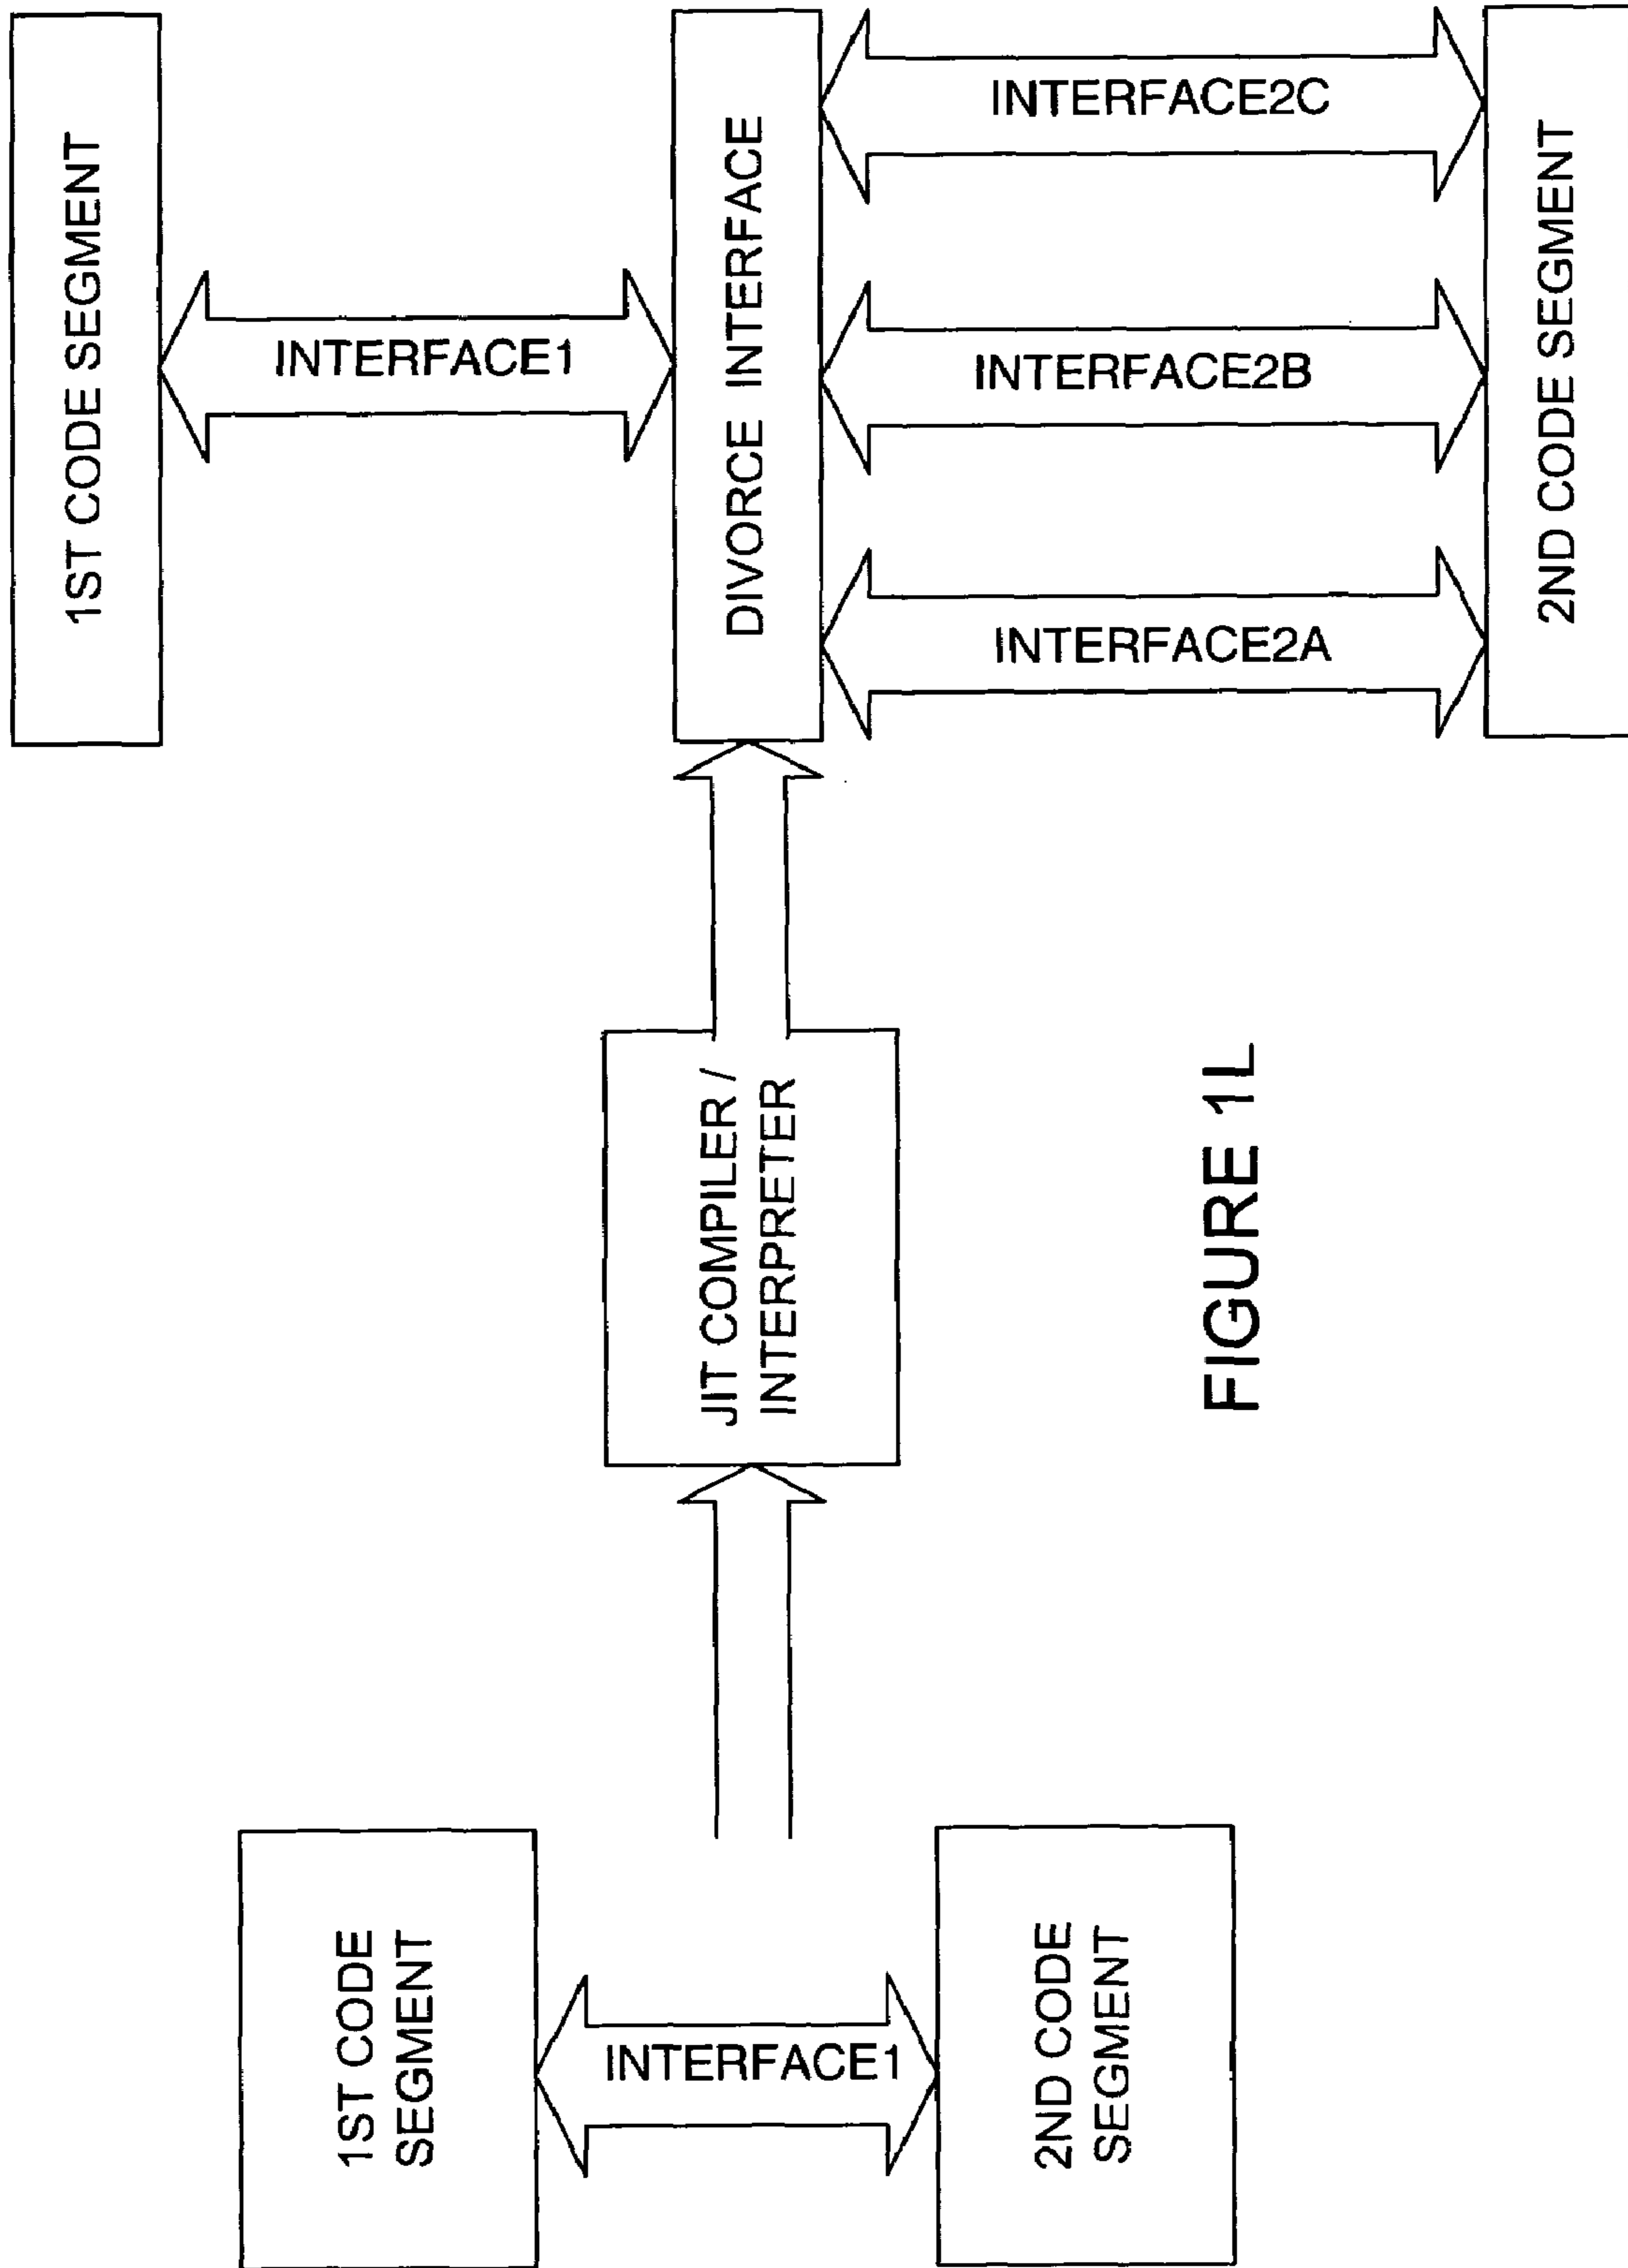 1ST CODE
SEGMENT
INTERFACE1
2ND CODE
SEGMENT
JIT COMPILER /
INTERPRETER
1ST CODE SEGMENT
INTERFACE1
DIVORCE INTERFACE
INTERFACE2A
INTERFACE2B
INTERFACE2C
2ND CODE SEGMENT
FIGURE 1L